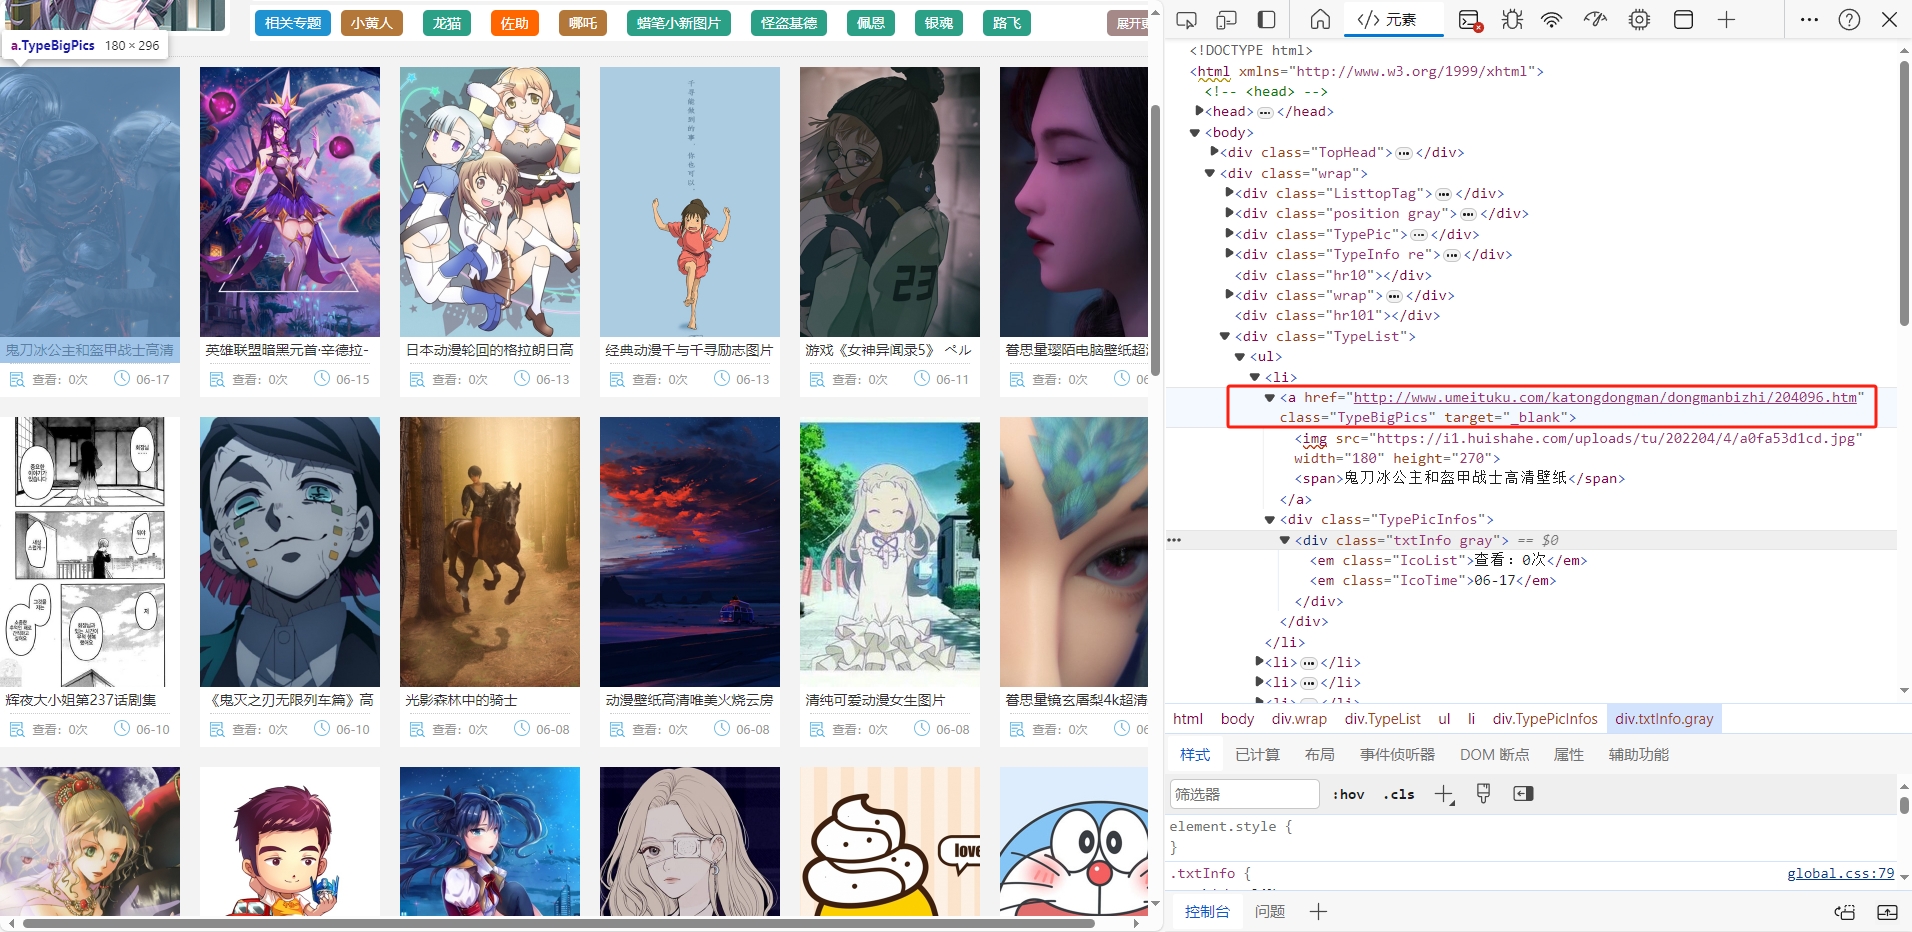 相关专题 小黄人 龙猫 佐助 哪吒 蜡笔小新图片 怪盗基德 佩恩 银魂 路飞 展开更
a.TypeBigPics 180 × 296
千寻能做到的事，你也可以。
23
鬼刀冰公主和盔甲战士高清 英雄联盟暗黑元首·辛德拉- 日本动漫轮回的格拉朗日高 经典动漫千与千寻励志图片 游戏《女神异闻录5》 ペル 眷思量璎陌电脑壁纸超
查看：0次 06-17 查看：0次 06-15 查看：0次 06-13 查看：0次 06-13 查看：0次 06-11 查看：0次 06
辉夜大小姐第237话剧集 《鬼灭之刃无限列车篇》高 光影森林中的骑士 动漫壁纸高清唯美火烧云房 清纯可爱动漫女生图片 眷思量镜玄屠梨4k超清
查看：0次 06-10 查看：0次 06-10 查看：0次 06-08 查看：0次 06-08 查看：0次 06-08 查看：0次 06
love
</> 元素
<!DOCTYPE html>
<html xmlns="http://www.w3.org/1999/xhtml">
<!-- <head> -->
<head> ••• </head>
<body>
<div class="TopHead"> ••• </div>
<div class="wrap">
<div class="ListtopTag"> ••• </div>
<div class="position gray"> ••• </div>
<div class="TypePic"> ••• </div>
<div class="TypeInfo re"> ••• </div>
<div class="hr10"></div>
<div class="wrap"> ••• </div>
<div class="hr101"></div>
<div class="TypeList">
<ul>
<li>
<a href="http://www.umeituku.com/katongdongman/dongmanbizhi/204096.htm"
class="TypeBigPics" target="_blank">
<img src="https://i1.huishahe.com/uploads/tu/202204/4/a0fa53d1cd.jpg"
width="180" height="270">
<span>鬼刀冰公主和盔甲战士高清壁纸</span>
</a>
<div class="TypePicInfos">
••• <div class="txtInfo gray"> == $0
<em class="IcoList">查看：0次</em>
<em class="IcoTime">06-17</em>
</div>
</div>
</li>
<li> ••• </li>
<li> ••• </li>
html body div.wrap div.TypeList ul li div.TypePicInfos div.txtInfo.gray
样式 已计算 布局 事件侦听器 DOM 断点 属性 辅助功能
筛选器 :hov .cls
element.style {
}
.txtInfo { global.css:79
控制台 问题